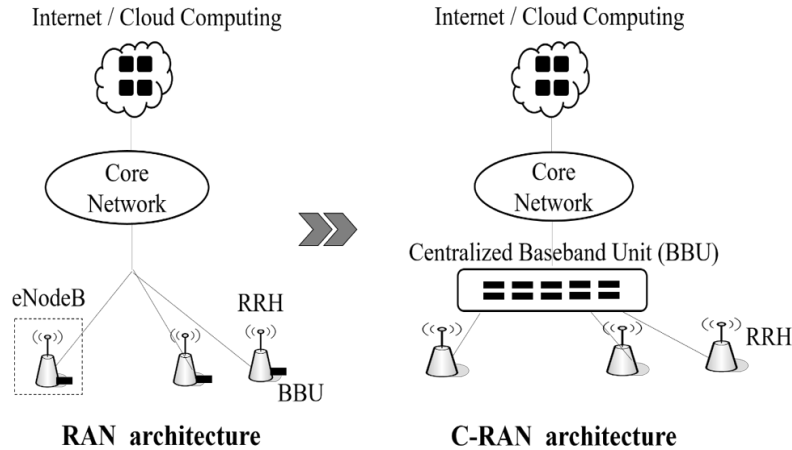 Internet / Cloud Computing
Core
Network
eNodeB
RRH
BBU
RAN architecture
Internet / Cloud Computing
Core
Network
Centralized Baseband Unit (BBU)
RRH
C-RAN architecture